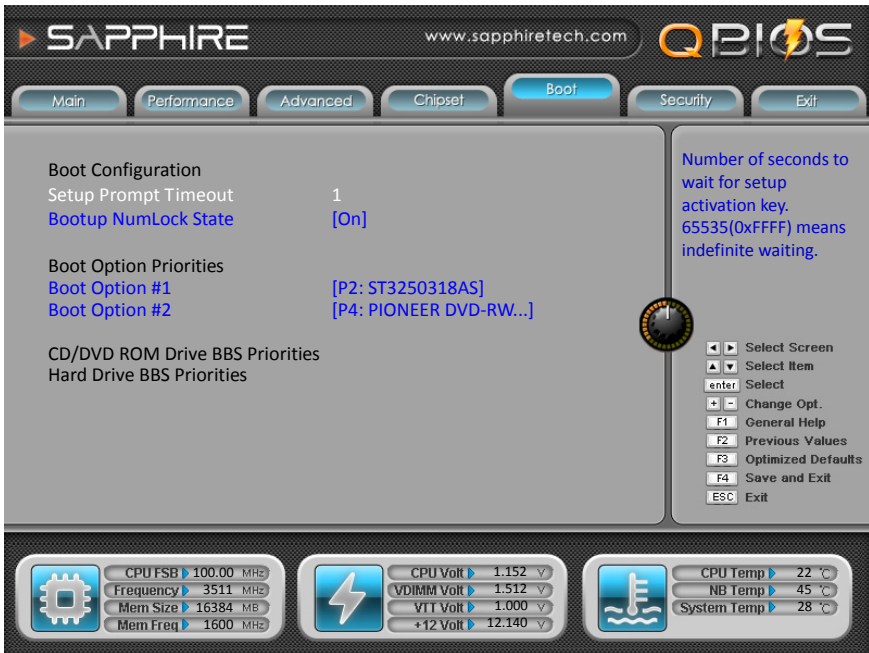 SAPPHIRE
www.sapphiretech.com
QBIOS
Main Performance Advanced Chipset Boot Security Exit
Boot Configuration
Setup Prompt Timeout 1
Bootup NumLock State [On]
Boot Option Priorities
Boot Option #1 [P2: ST3250318AS]
Boot Option #2 [P4: PIONEER DVD-RW...]
CD/DVD ROM Drive BBS Priorities
Hard Drive BBS Priorities
Number of seconds to
wait for setup
activation key.
65535(0xFFFF) means
indefinite waiting.
Select Screen
Select Item
enter Select
+ - Change Opt.
F1 General Help
F2 Previous Values
F3 Optimized Defaults
F4 Save and Exit
ESC Exit
CPU FSB 100.00 MHz
Frequency 3511 MHz
Mem Size 16384 MB
Mem Freq 1600 MHz
CPU Volt 1.152 V
VDIMM Volt 1.512 V
VTT Volt 1.000 V
+12 Volt 12.140 V
CPU Temp 22 °C
NB Temp 45 °C
System Temp 28 °C